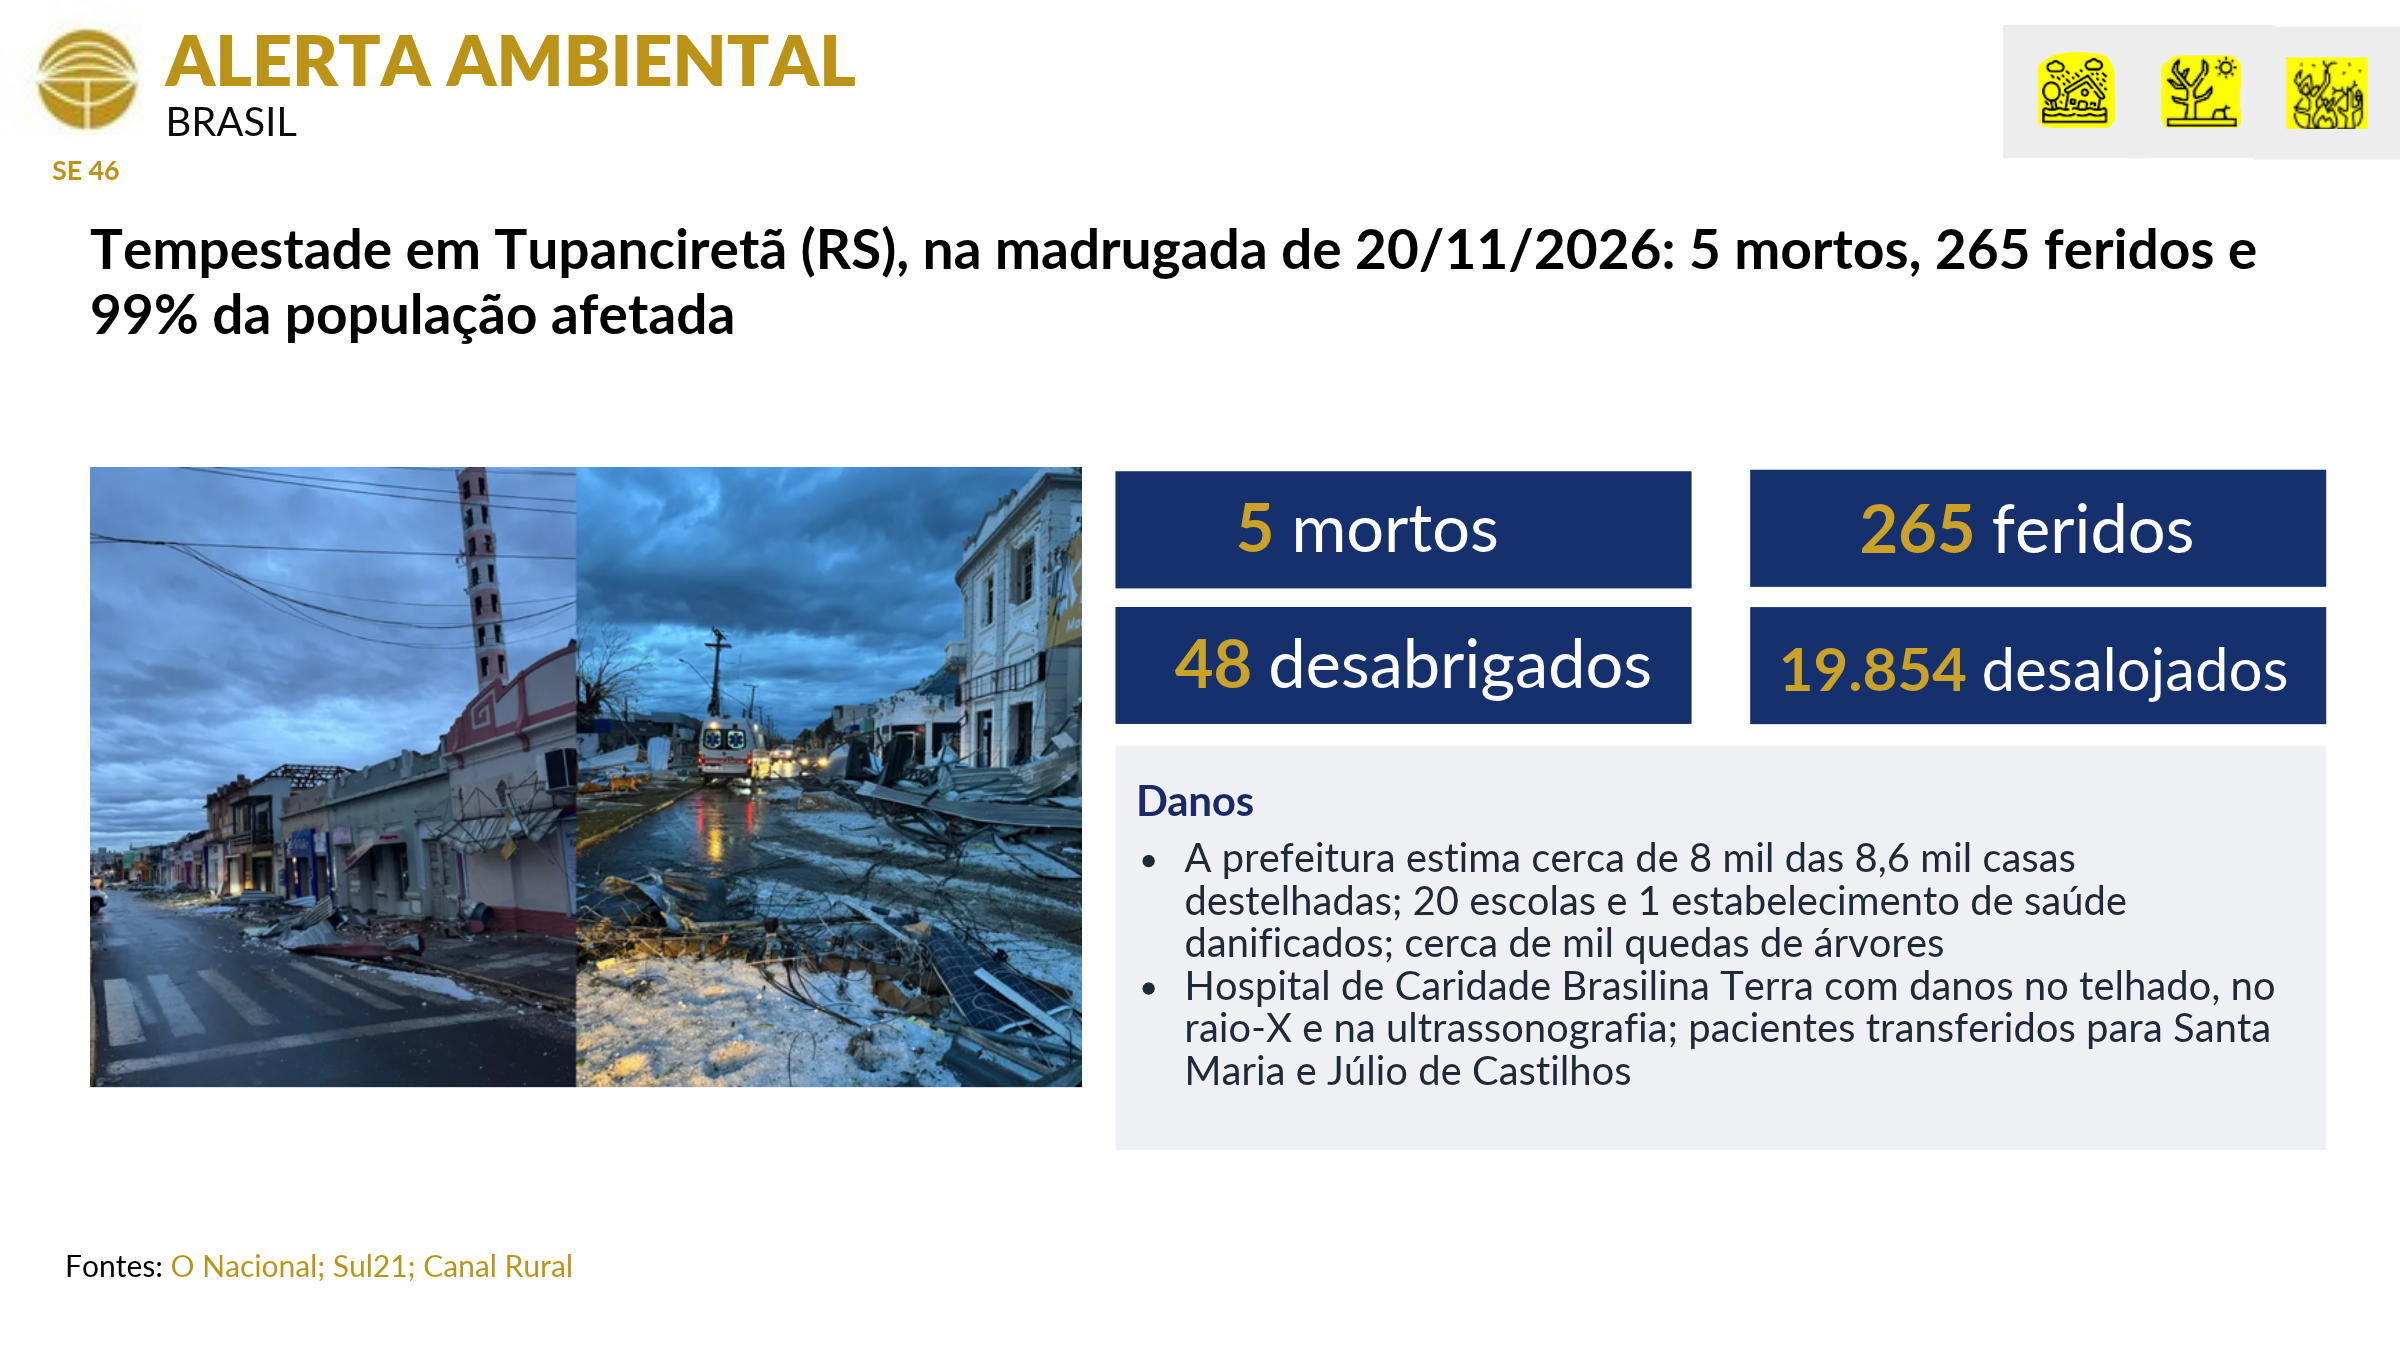 ALERTA AMBIENTAL
BRASIL
SE 46
Tempestade em Tupanciretã (RS), na madrugada de 20/11/2026: 5 mortos, 265 feridos e
99% da população afetada
5 mortos
265 feridos
48 desabrigados
19.854 desalojados
Danos
• A prefeitura estima cerca de 8 mil das 8,6 mil casas
destelhadas; 20 escolas e 1 estabelecimento de saúde
danificados; cerca de mil quedas de árvores
• Hospital de Caridade Brasilina Terra com danos no telhado, no
raio-X e na ultrassonografia; pacientes transferidos para Santa
Maria e Júlio de Castilhos
Fontes: O Nacional; Sul21; Canal Rural